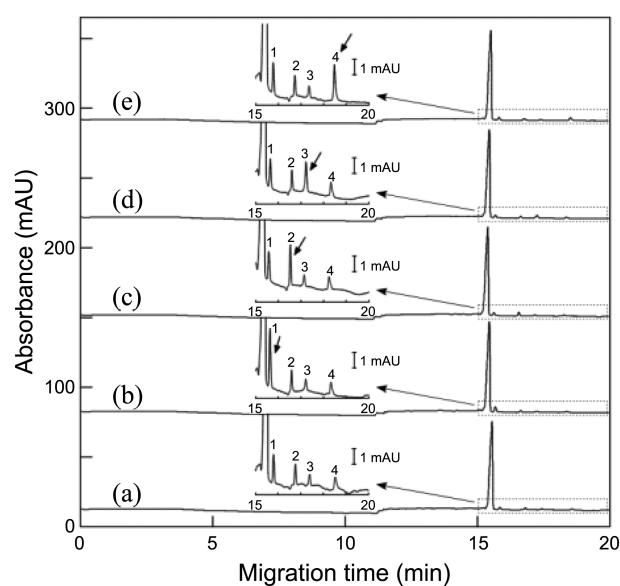 1 2 3 4
1 mAU
15 20
(e)
300
1 2 3 4
1 mAU
15 20
(d)
200
1 2 3 4
1 mAU
15 20
(c)
1 2 3 4
1 mAU
15 20
(b)
100
1 2 3 4
1 mAU
15 20
(a)
0
0 5 10 15 20
Migration time (min)
Absorbance (mAU)